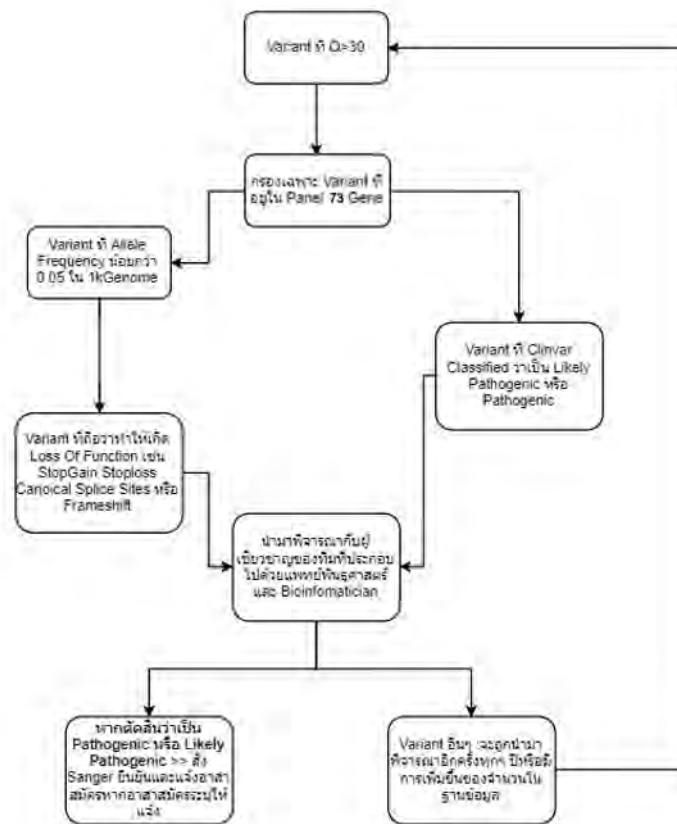 Variant ที่ Q>30
กรองเฉพาะ Variant ที่
อยู่ใน Panel 73 Gene
Variant ที่ Allele
Frequency น้อยกว่า
0.05 ใน 1kGenome
Variant ที่ Clinvar
Classified ว่าเป็น Likely
Pathogenic หรือ
Pathogenic
Variant ที่ถือว่าทำให้เกิด
Loss Of Function เช่น
StopGain Stoploss
Canoical Splice Sites หรือ
Frameshift
นำมาพิจารณากับผู้
เชี่ยวชาญของทีมที่ประกอบ
ไปด้วยแพทย์พันธุศาสตร์
และ Bioinfomatician
หากตัดสินว่าเป็น
Pathogenic หรือ Likely
Pathogenic >> ส่ง
Sanger ยืนยันและแจ้งอาสา
สมัครหากอาสาสมัครระบุให้
แจ้ง
Variant อื่นๆ จะถูกนำมา
พิจารณาอีกครั้งทุกๆ ปีหรือมี
การเพิ่มขึ้นของจำนวนใน
ฐานข้อมูล